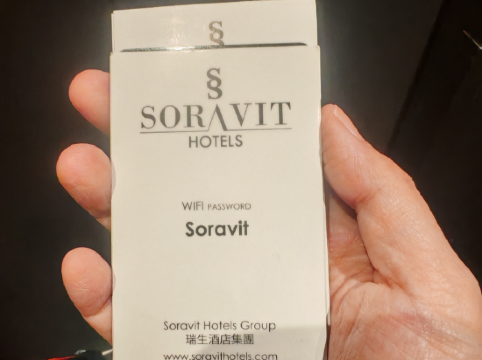 §
§
SORAVIT
HOTELS
WIFI PASSWORD
Soravit
Soravit Hotels Group
瑞生酒店集團
www.soravithotels.com